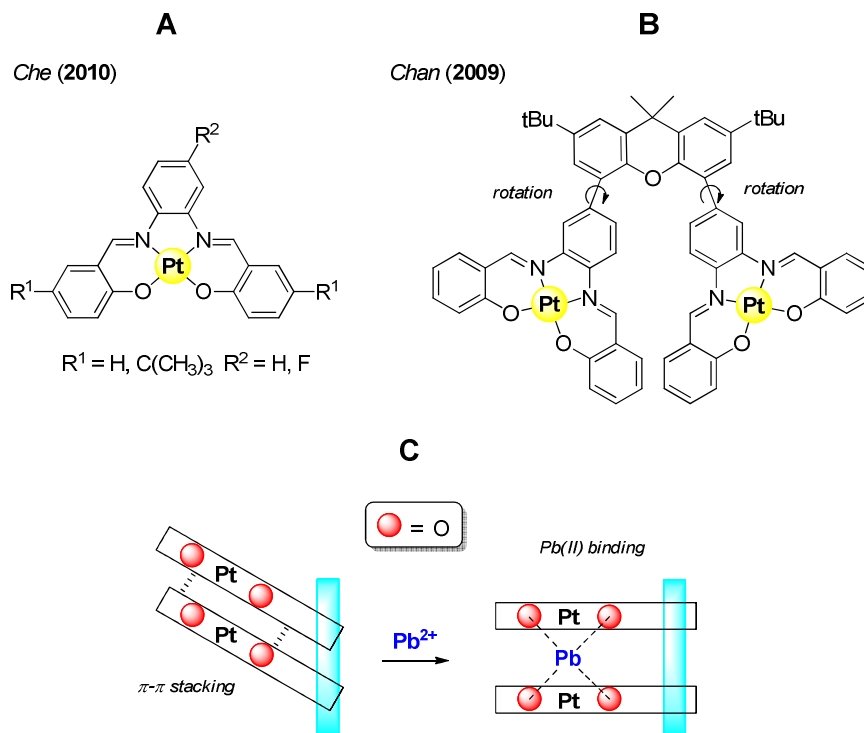 A
B
Che (2010)
Chan (2009)
R²
N
N
Pt
R¹
O
O
R¹
R¹ = H, C(CH₃)₃ R² = H, F
tBu
tBu
O
rotation
rotation
N
N
Pt
O
O
N
N
Pt
O
O
C
= O
Pb(II) binding
Pt
Pt
π-π stacking
Pb²⁺
Pt
Pb
Pt